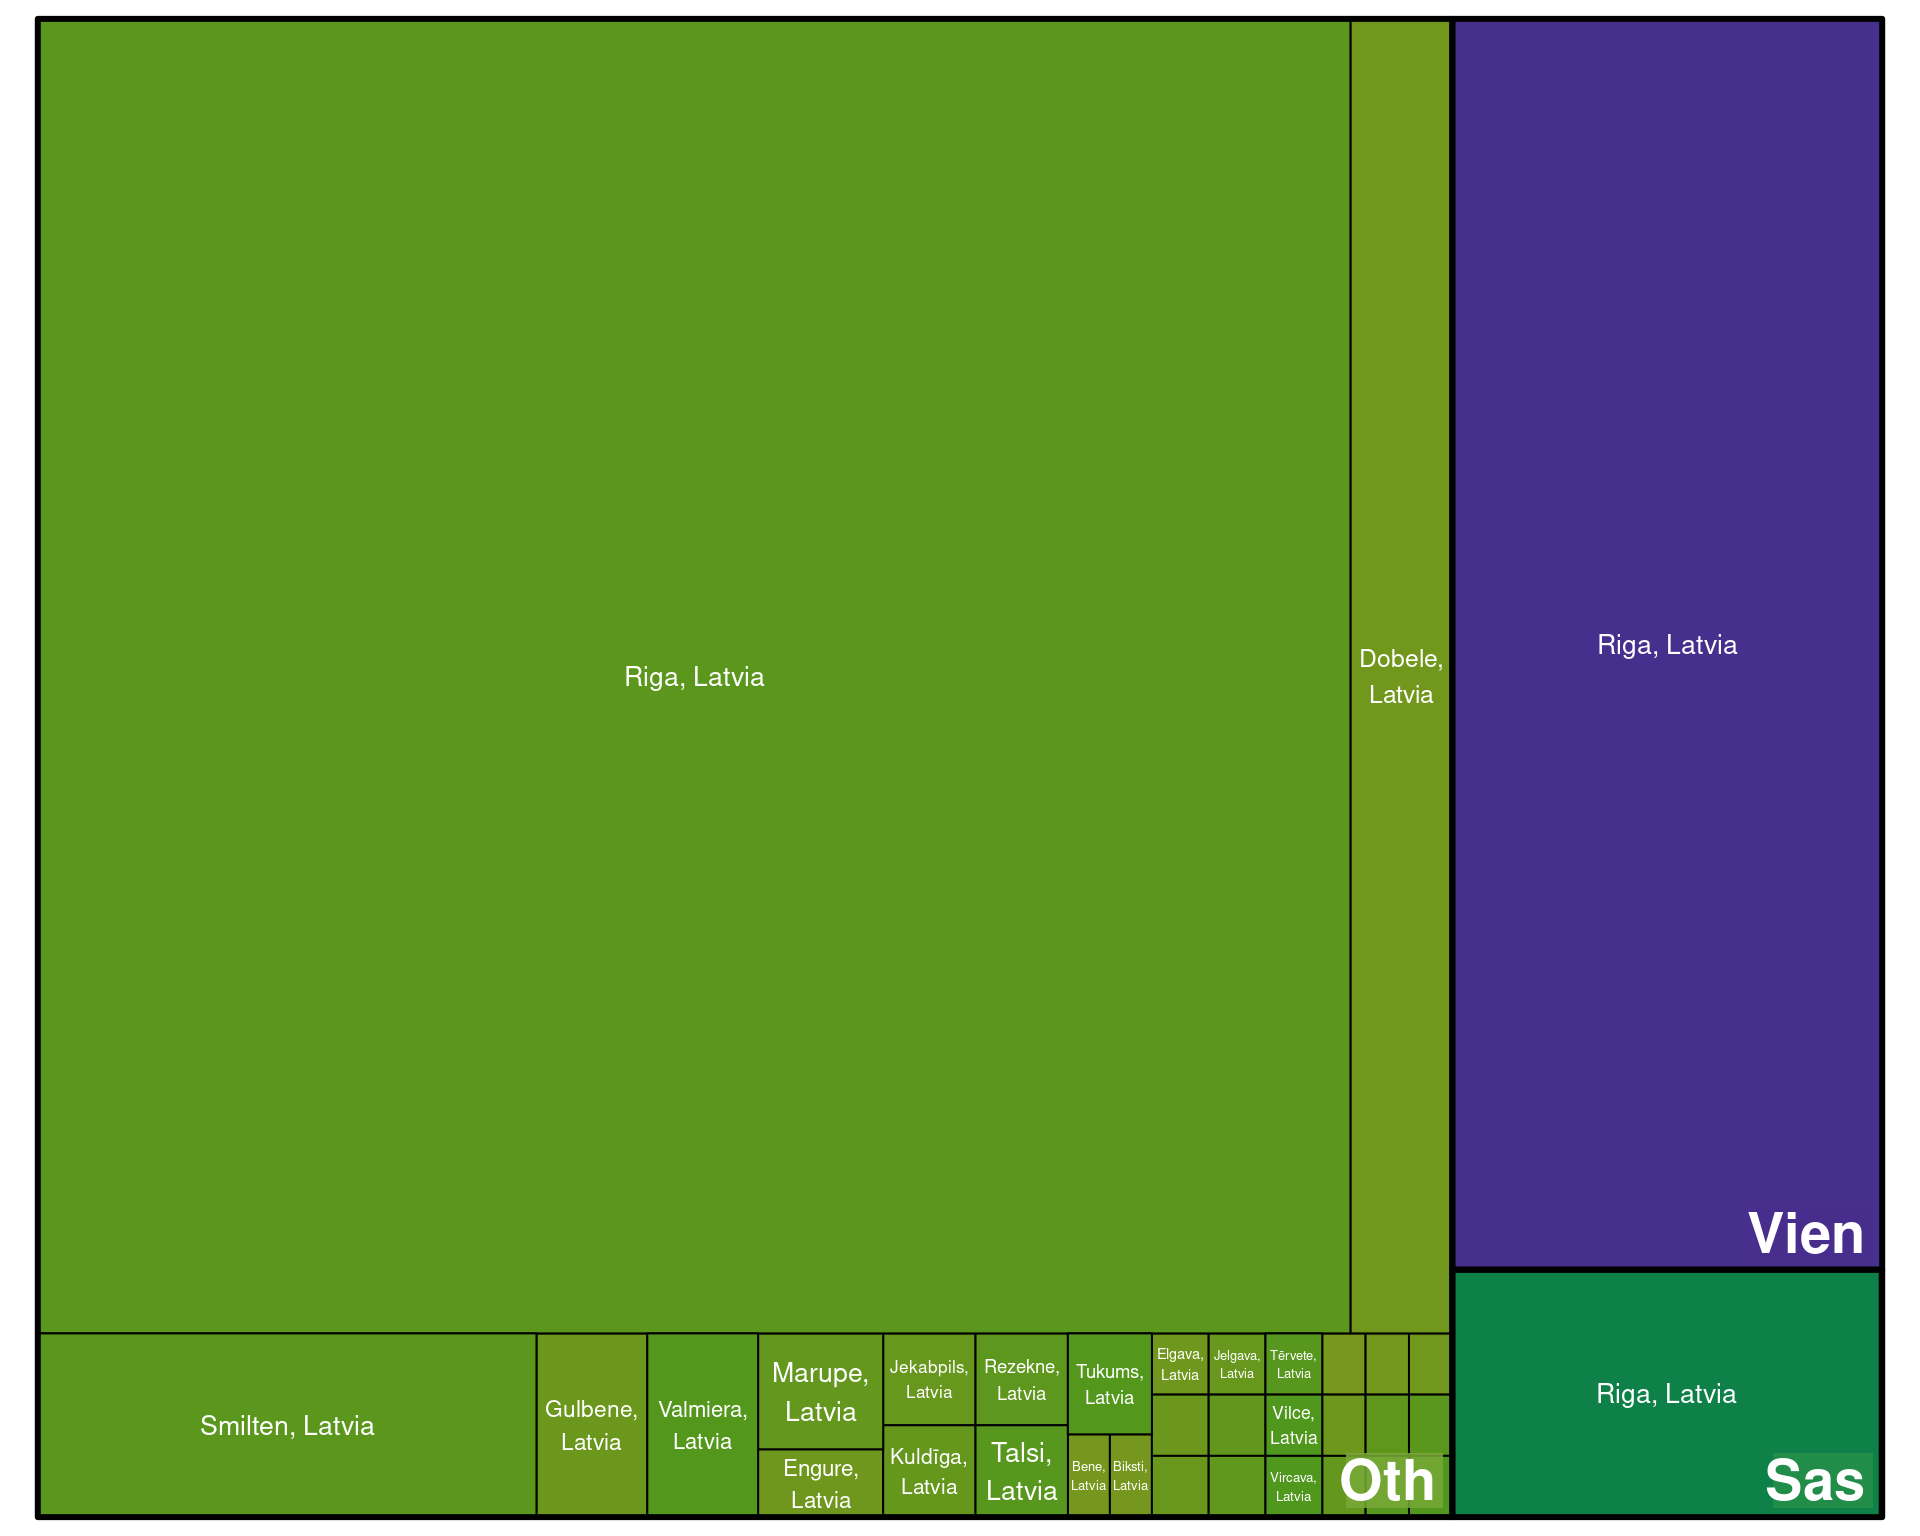 Riga, Latvia
Dobele,
Latvia
Riga, Latvia
Vien
Smilten, Latvia
Gulbene,
Latvia
Valmiera,
Latvia
Marupe,
Latvia
Engure,
Latvia
Jekabpils,
Latvia
Kuldīga,
Latvia
Rezekne,
Latvia
Talsi,
Latvia
Tukums,
Latvia
Bene,
Latvia
Biksti,
Latvia
Elgava,
Latvia
Jelgava,
Latvia
Tērvete,
Latvia
Vilce,
Latvia
Vircava,
Latvia
Oth
Riga, Latvia
Sas